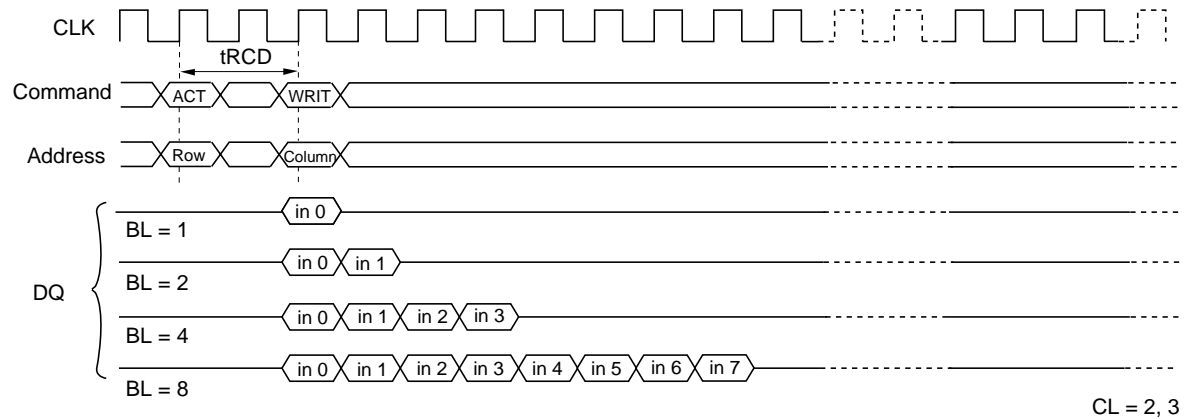 CLK
tRCD
Command ACT WRIT
Address Row Column
DQ
in 0
BL = 1
in 0 in 1
BL = 2
in 0 in 1 in 2 in 3
BL = 4
in 0 in 1 in 2 in 3 in 4 in 5 in 6 in 7
BL = 8
CL = 2, 3